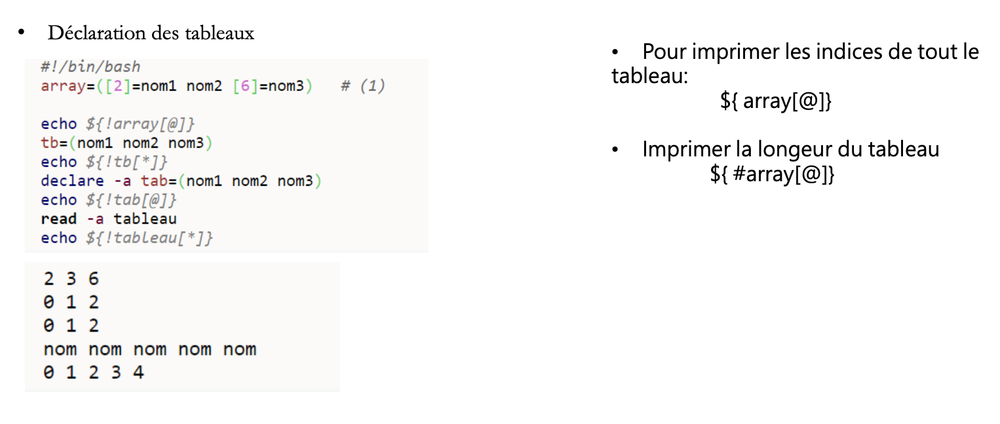 • Déclaration des tableaux
#!/bin/bash
array=([2]=nom1 nom2 [6]=nom3)   # (1)
echo ${!array[@]}
tb=(nom1 nom2 nom3)
echo ${!tb[*]}
declare -a tab=(nom1 nom2 nom3)
echo ${!tab[@]}
read -a tableau
echo ${!tableau[*]}
2 3 6
0 1 2
0 1 2
nom nom nom nom nom
0 1 2 3 4
• Pour imprimer les indices de tout le
tableau:
${ array[@]}
• Imprimer la longeur du tableau
${ #array[@]}